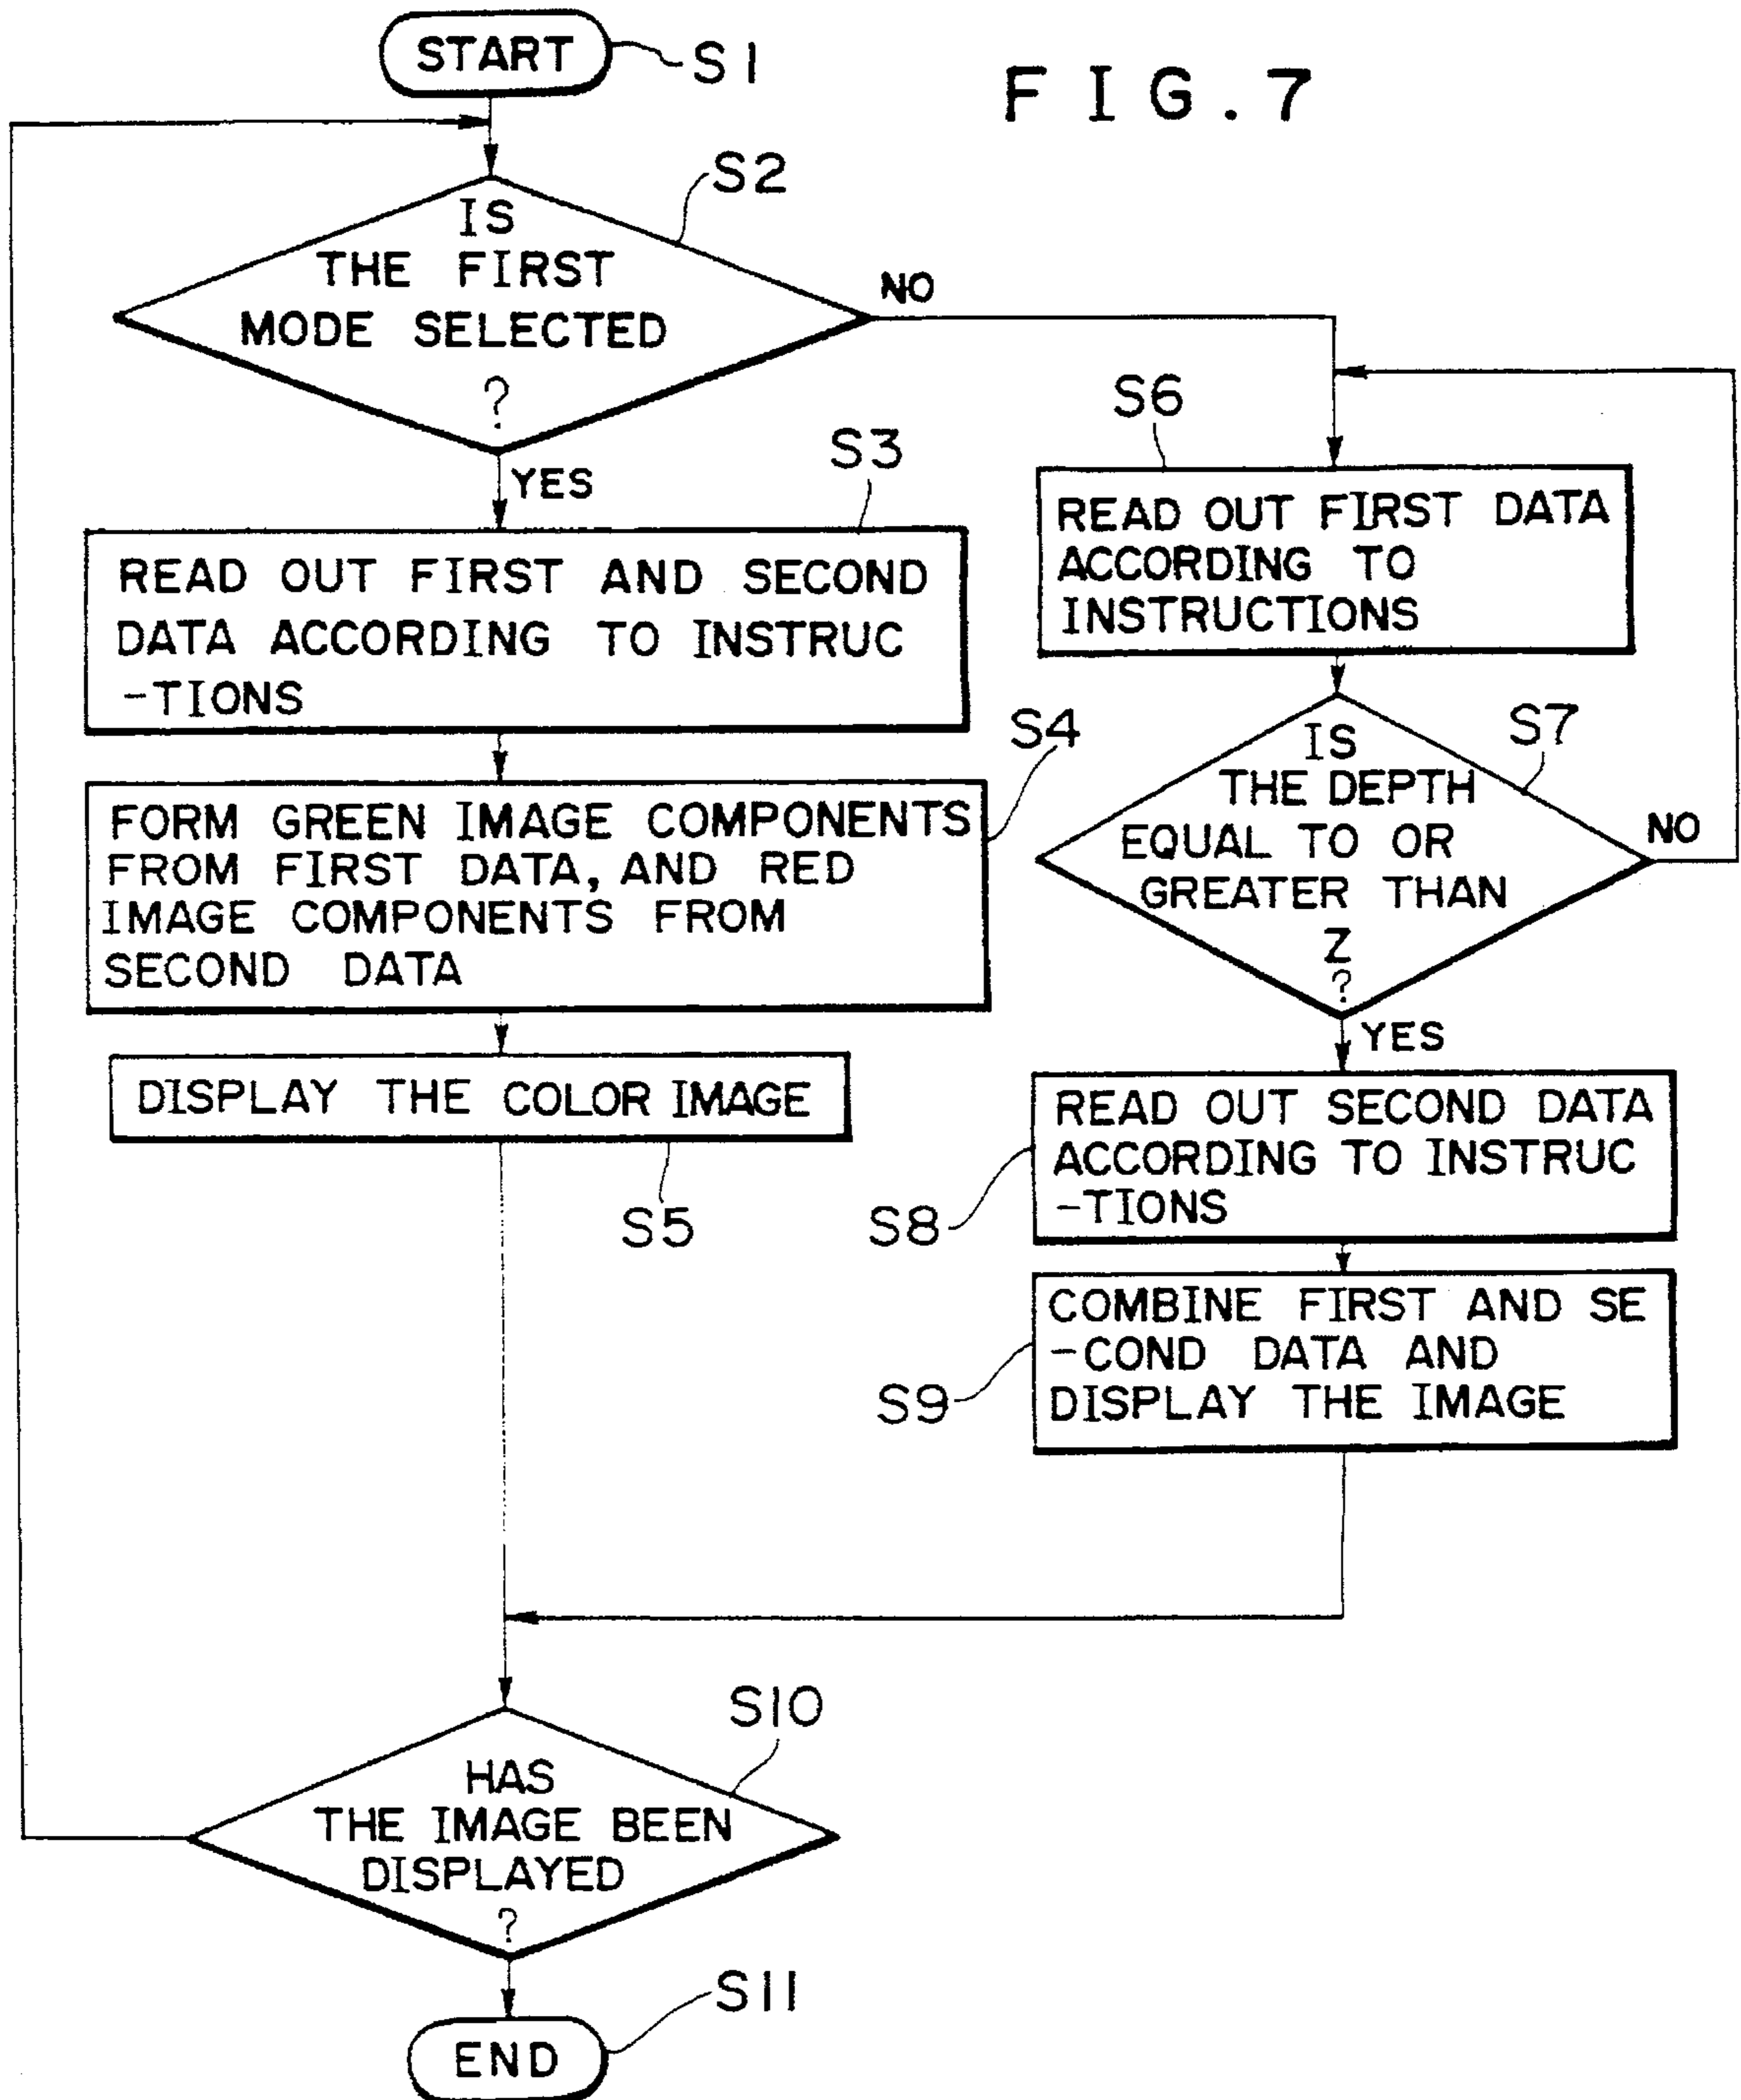 START
S1
FIG.7
S2
IS
THE FIRST
MODE SELECTED
?
NO
YES
S3
READ OUT FIRST AND SECOND
DATA ACCORDING TO INSTRUC
-TIONS
S4
FORM GREEN IMAGE COMPONENTS
FROM FIRST DATA, AND RED
IMAGE COMPONENTS FROM
SECOND DATA
DISPLAY THE COLOR IMAGE
S5
S6
READ OUT FIRST DATA
ACCORDING TO
INSTRUCTIONS
S7
IS
THE DEPTH
EQUAL TO OR
GREATER THAN
Z
?
NO
YES
READ OUT SECOND DATA
ACCORDING TO INSTRUC
-TIONS
S8
COMBINE FIRST AND SE
-COND DATA AND
DISPLAY THE IMAGE
S9
S10
HAS
THE IMAGE BEEN
DISPLAYED
?
S11
END